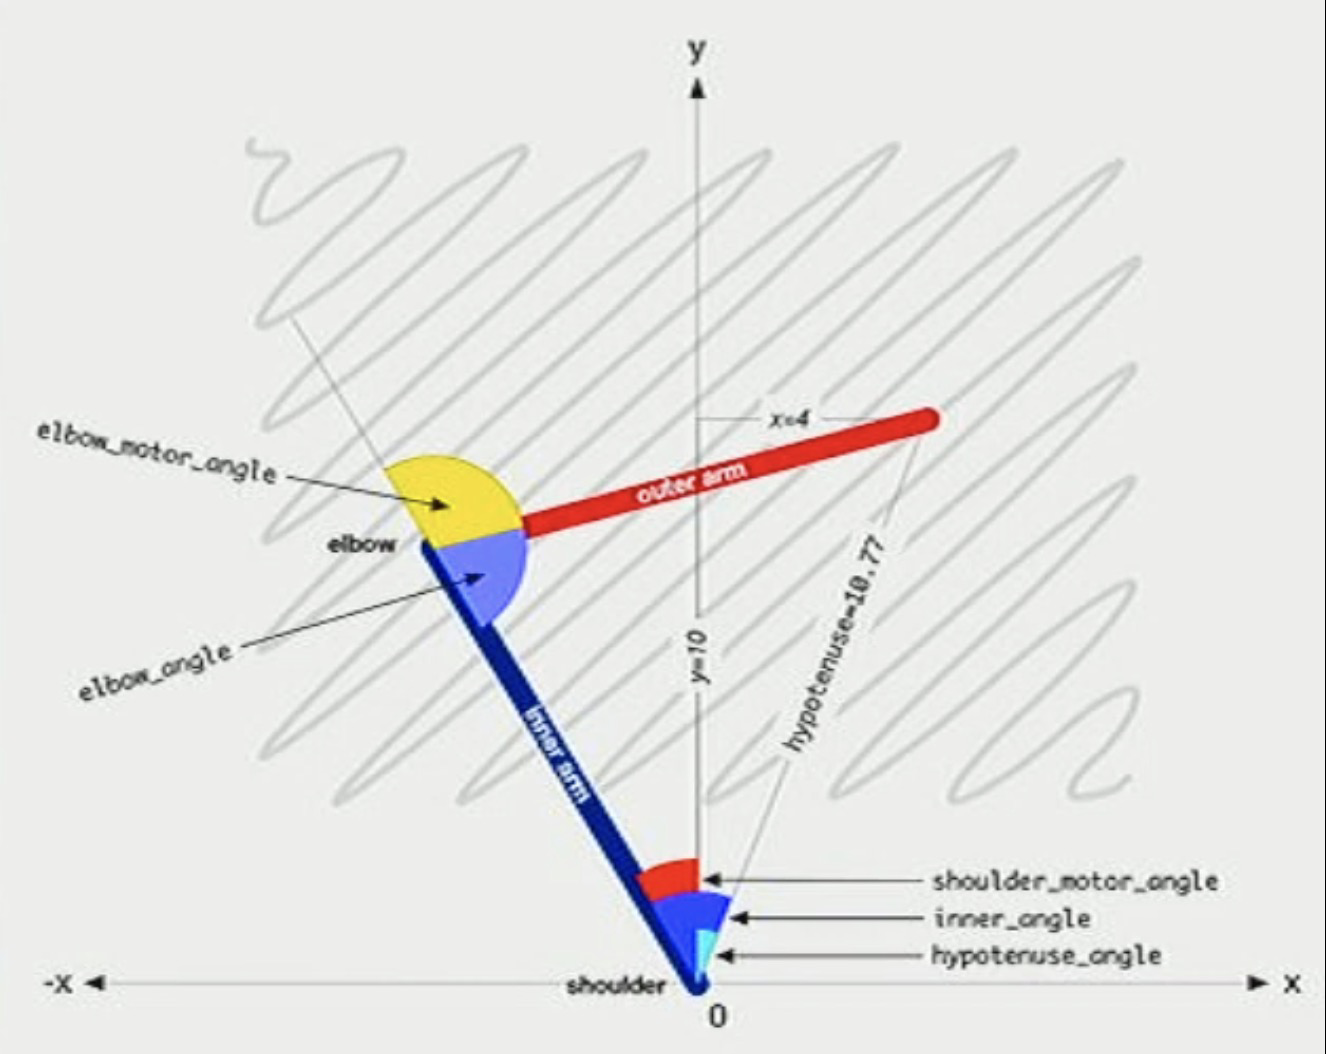 y
x=4
elbow_motor_angle
outer arm
elbow
hypotenuse=10.77
y=10
elbow_angle
inner arm
shoulder_motor_angle
inner_angle
hypotenuse_angle
-x
shoulder
x
0